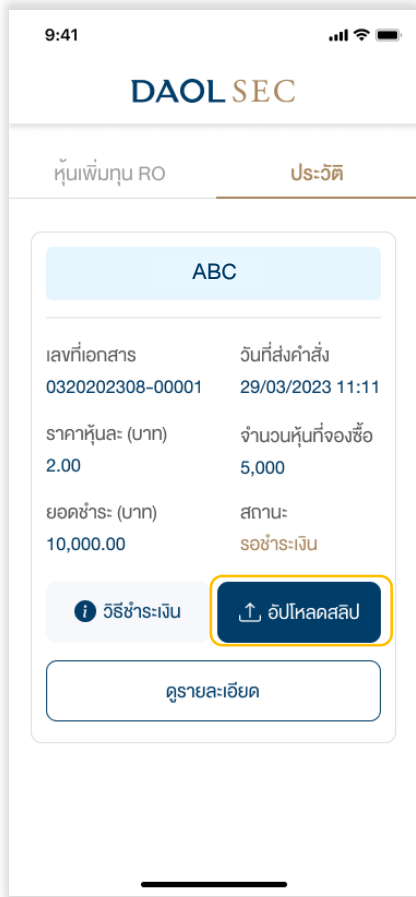 9:41
DAOL SEC
หุ้นเพิ่มทุน RO ประวัติ
ABC
เลขที่เอกสาร วันที่ส่งคำสั่ง
0320202308-00001 29/03/2023 11:11
ราคาหุ้นละ (บาท) จำนวนหุ้นที่จองซื้อ
2.00 5,000
ยอดชำระ (บาท) สถานะ
10,000.00 รอชำระเงิน
วิธีชำระเงิน อัปโหลดสลิป
ดูรายละเอียด